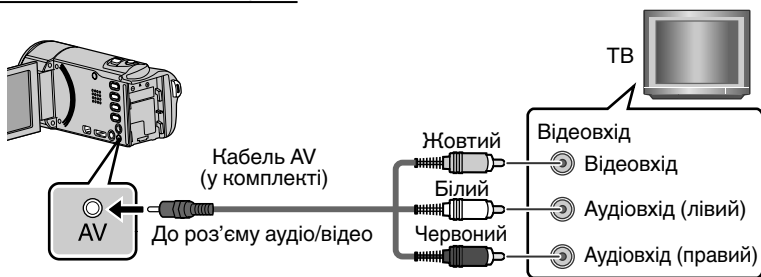 ТВ
Жовтий
Відеовхід
Кабель AV
(у комплекті)
Відеовхід
Білий
Аудіовхід (лівий)
AV
До роз’єму аудіо/відео
Червоний
Аудіовхід (правий)